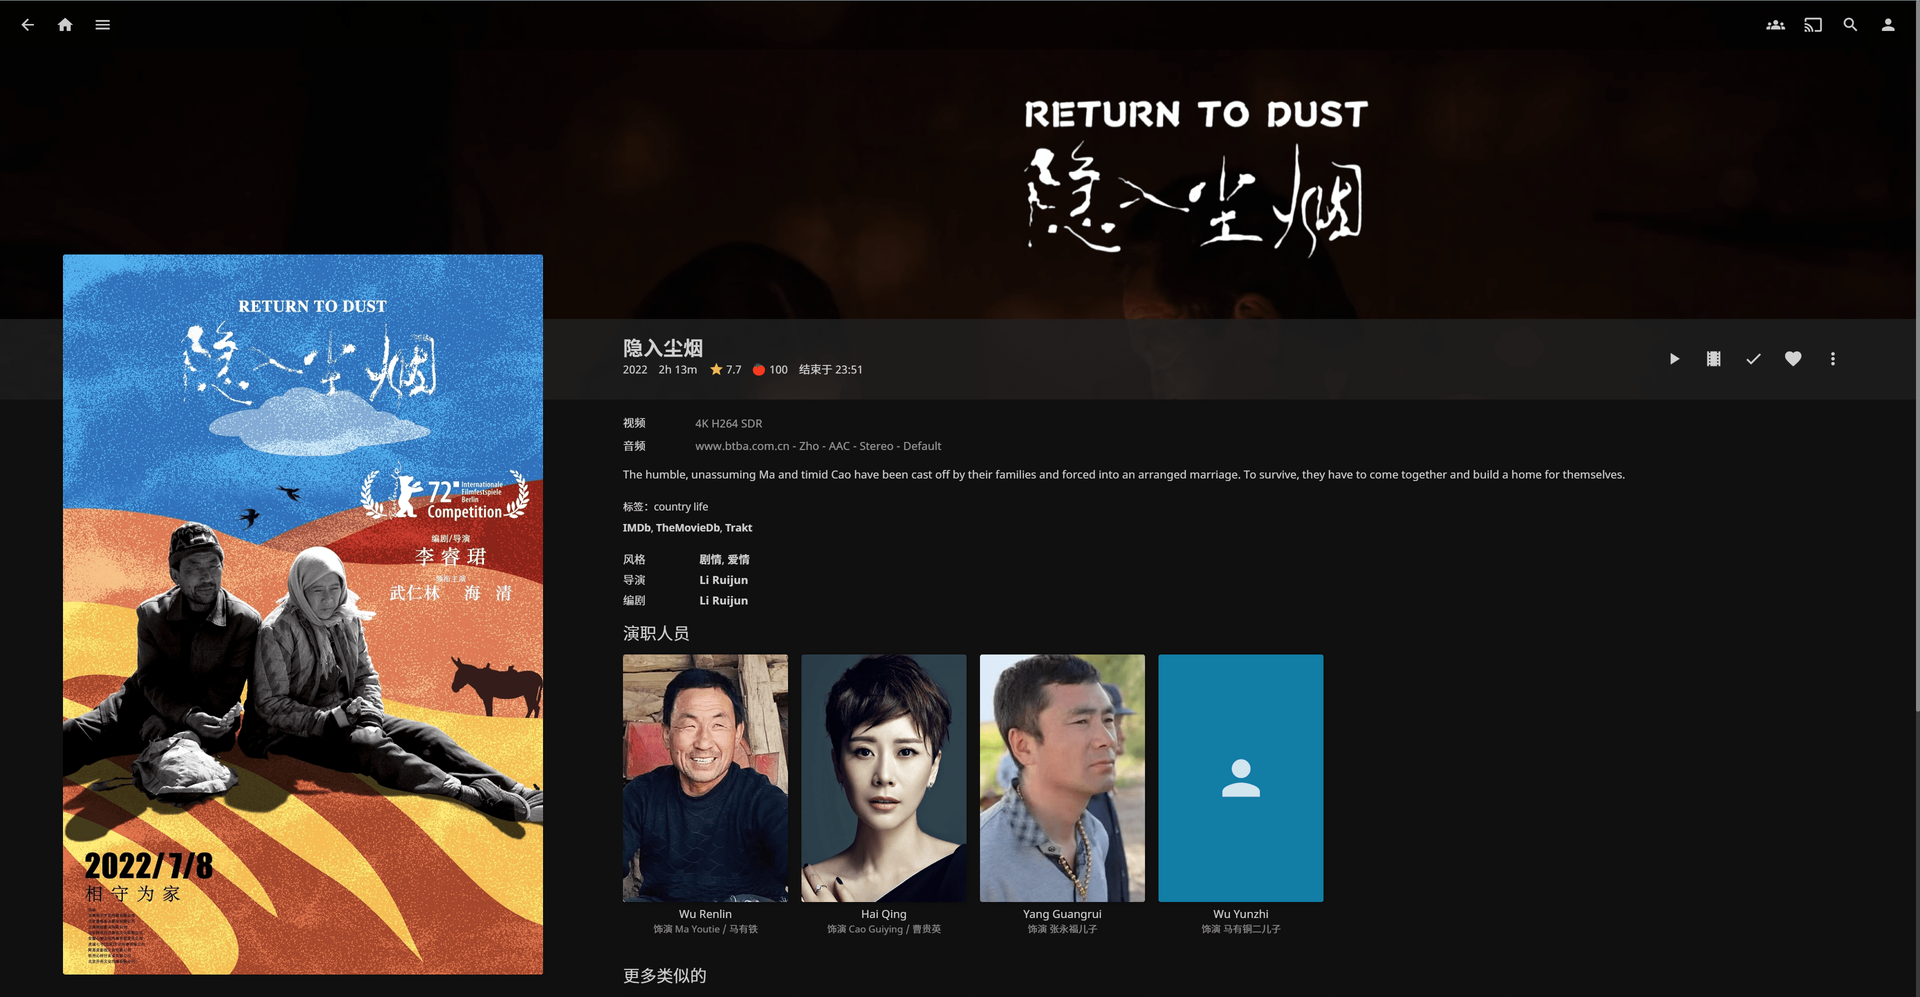 RETURN TO DUST
隐入尘烟
RETURN TO DUST
隐入尘烟
72 Internationale
Filmfestspiele
Berlin
Competition
编剧/导演
李睿珺
领衔主演
武仁林 海清
2022/7/8
相守为家
隐入尘烟
2022 2h 13m 7.7 100 结束于 23:51
视频 4K H264 SDR
音频 www.btba.com.cn - Zho - AAC - Stereo - Default
The humble, unassuming Ma and timid Cao have been cast off by their families and forced into an arranged marriage. To survive, they have to come together and build a home for themselves.
标签：country life
IMDb, TheMovieDb, Trakt
风格 剧情, 爱情
导演 Li Ruijun
编剧 Li Ruijun
演职人员
Wu Renlin
饰演 Ma Youtie / 马有铁
Hai Qing
饰演 Cao Guiying / 曹贵英
Yang Guangrui
饰演 张永福儿子
Wu Yunzhi
饰演 马有铜二儿子
更多类似的